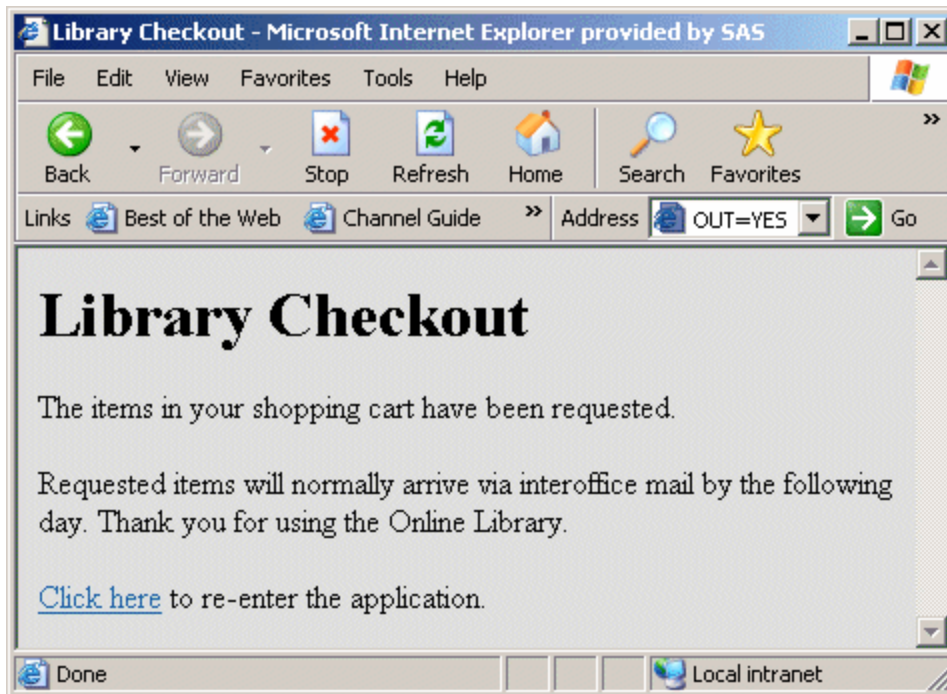 Library Checkout - Microsoft Internet Explorer provided by SAS
File Edit View Favorites Tools Help
»
Back Forward Stop Refresh Home Search Favorites
Links Best of the Web Channel Guide » Address OUT=YES Go
Library Checkout
The items in your shopping cart have been requested.
Requested items will normally arrive via interoffice mail by the following
day. Thank you for using the Online Library.
Click here to re-enter the application.
Done Local intranet